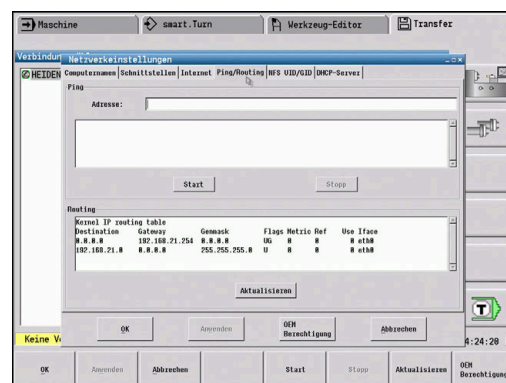 Maschine
smart.Turn
Werkzeug-Editor
Transfer
Netzwerkeinstellungen
HEIDEN
Computernamen Schnittstellen Internet Ping/Routing NFS UID/GID DHCP-Server
Ping
Adresse:
Start Stopp
Routing
Kernel IP routing table
Destination Gateway Genmask Flags Metric Ref Use Iface
0.0.0.0 192.168.21.254 0.0.0.0 UG 0 0 0 eth0
192.168.21.0 0.0.0.0 255.255.255.0 U 0 0 0 eth0
Aktualisieren
OK Anwenden OEM Berechtigung Abbrechen
Keine
4:24:20
OK Anwenden Abbrechen Start Stopp Aktualisieren OEM Berechtigung